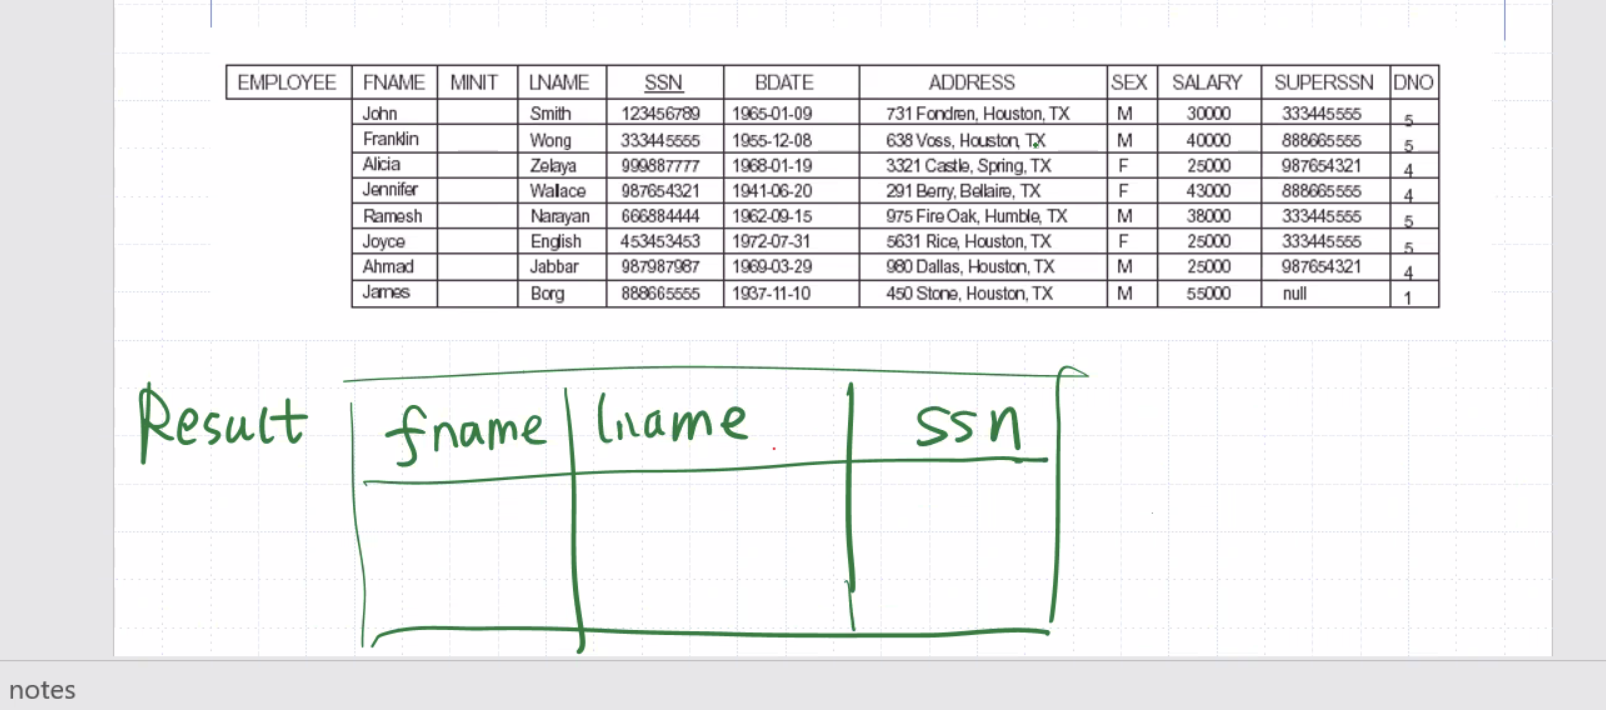 EMPLOYEE FNAME MINIT LNAME SSN BDATE ADDRESS SEX SALARY SUPERSSN DNO
John Smith 123456789 1965-01-09 731 Fondren, Houston, TX M 30000 333445555 5
Franklin Wong 333445555 1955-12-08 638 Voss, Houston, TX M 40000 888665555 5
Alicia Zelaya 999887777 1968-01-19 3321 Castle, Spring, TX F 25000 987654321 4
Jennifer Wallace 987654321 1941-06-20 291 Berry, Bellaire, TX F 43000 888665555 4
Ramesh Narayan 666884444 1962-09-15 975 Fire Oak, Humble, TX M 38000 333445555 5
Joyce English 453453453 1972-07-31 5631 Rice, Houston, TX F 25000 333445555 5
Ahmad Jabbar 987987987 1969-03-29 980 Dallas, Houston, TX M 25000 987654321 4
James Borg 888665555 1937-11-10 450 Stone, Houston, TX M 55000 null 1
Result fname lname ssn
notes